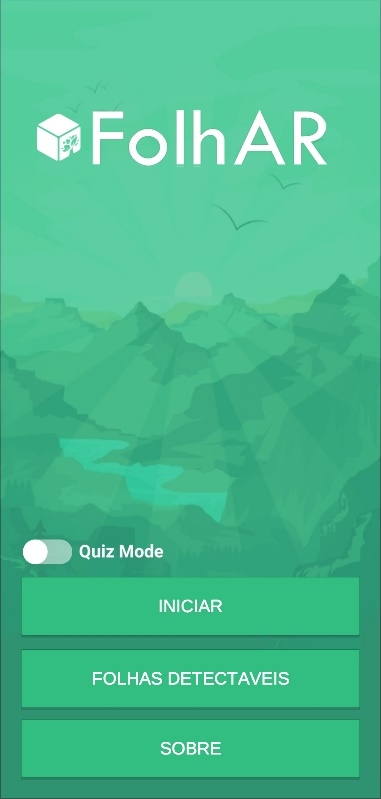 FolhAR
Quiz Mode
INICIAR
FOLHAS DETECTAVEIS
SOBRE